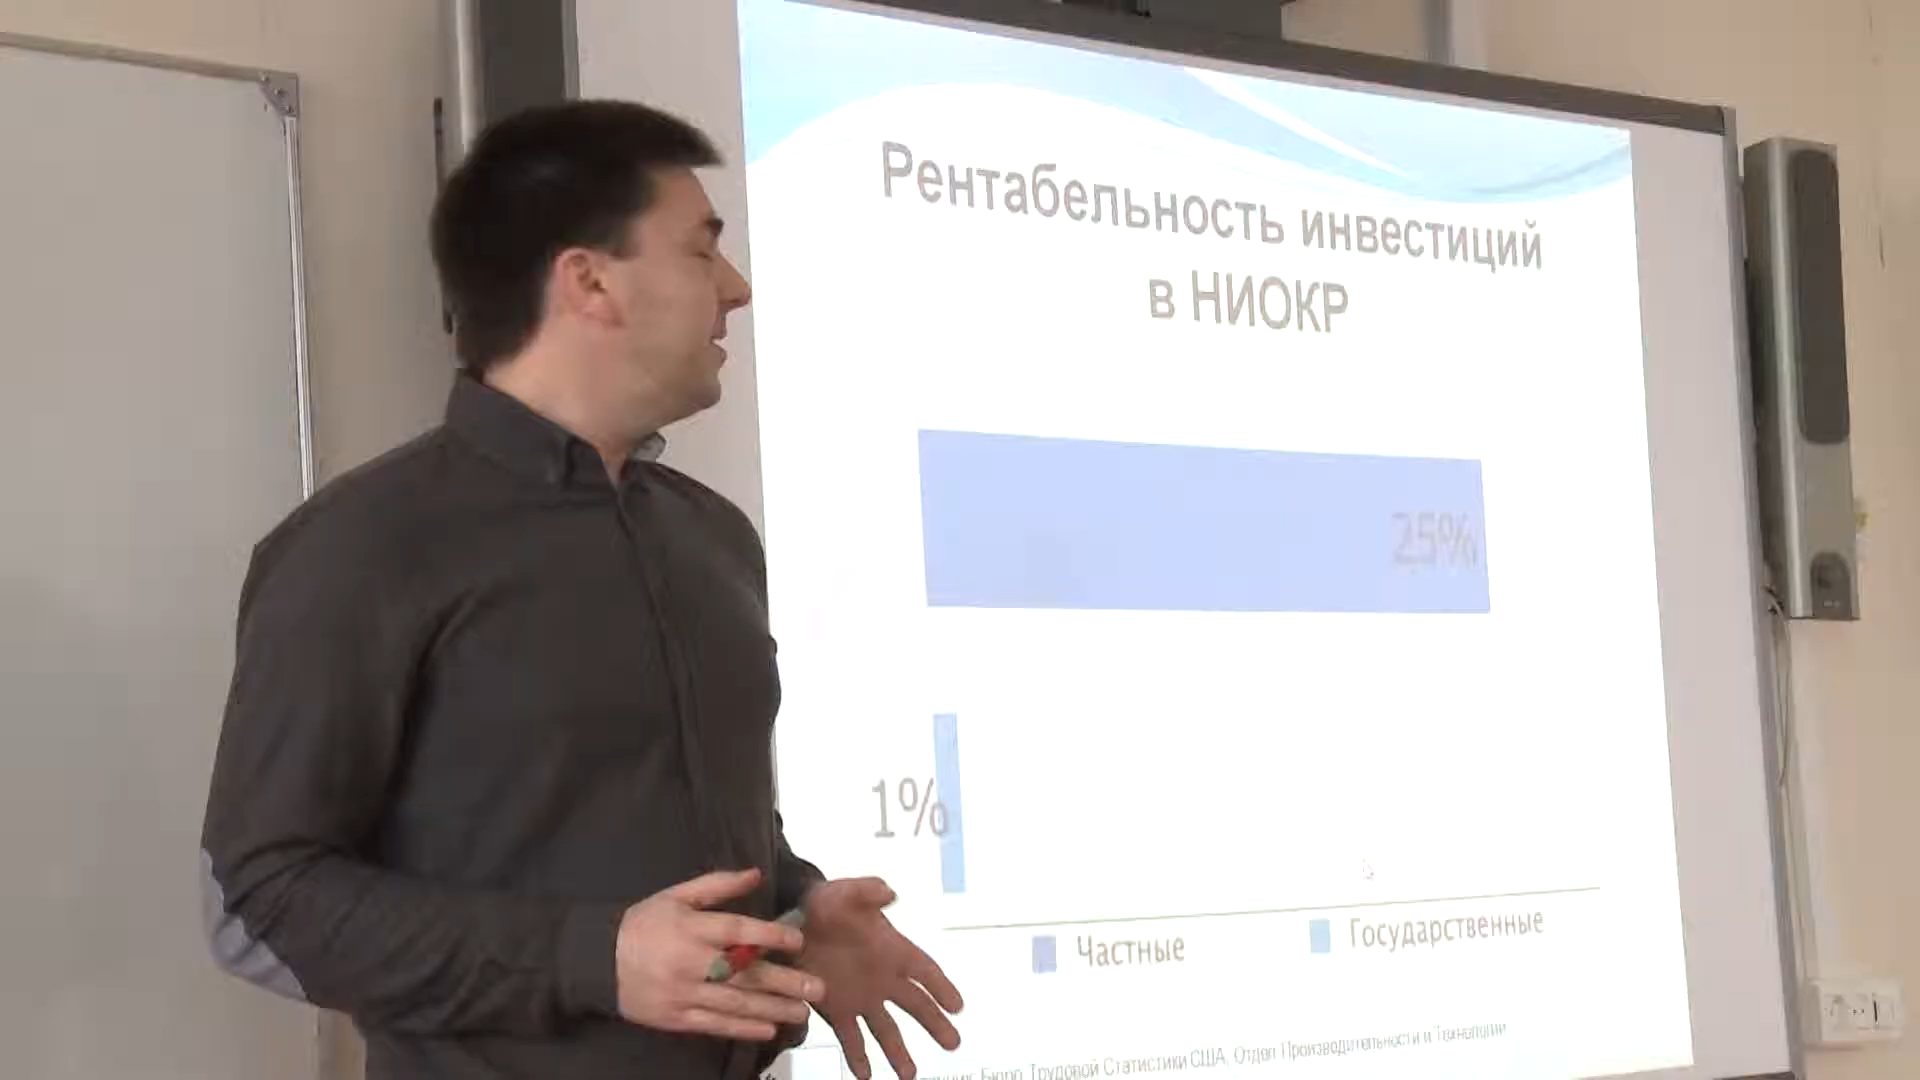 Рентабельность инвестиций
в НИОКР
25%
1%
Частные
Государственные
Бюро Трудовой Статистики США, Отдел Производительности и Технологии